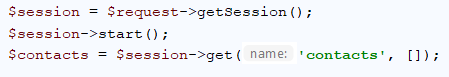 $session = $request->getSession();
$session->start();
$contacts = $session->get( name: 'contacts', []);